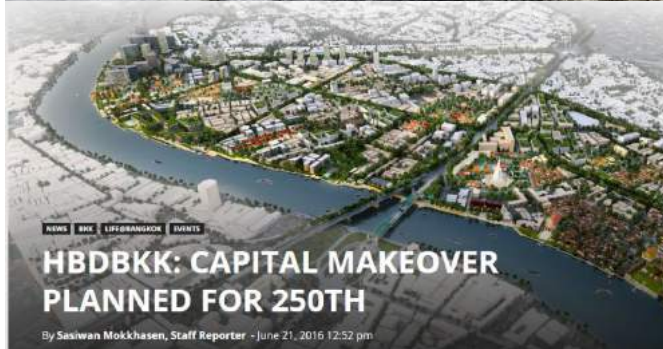 NEWS BKK LIFE@BANGKOK EVENTS
HBDBKK: CAPITAL MAKEOVER
PLANNED FOR 250TH
By Sasiwan Mokkhasen, Staff Reporter - June 21, 2016 12:52 pm